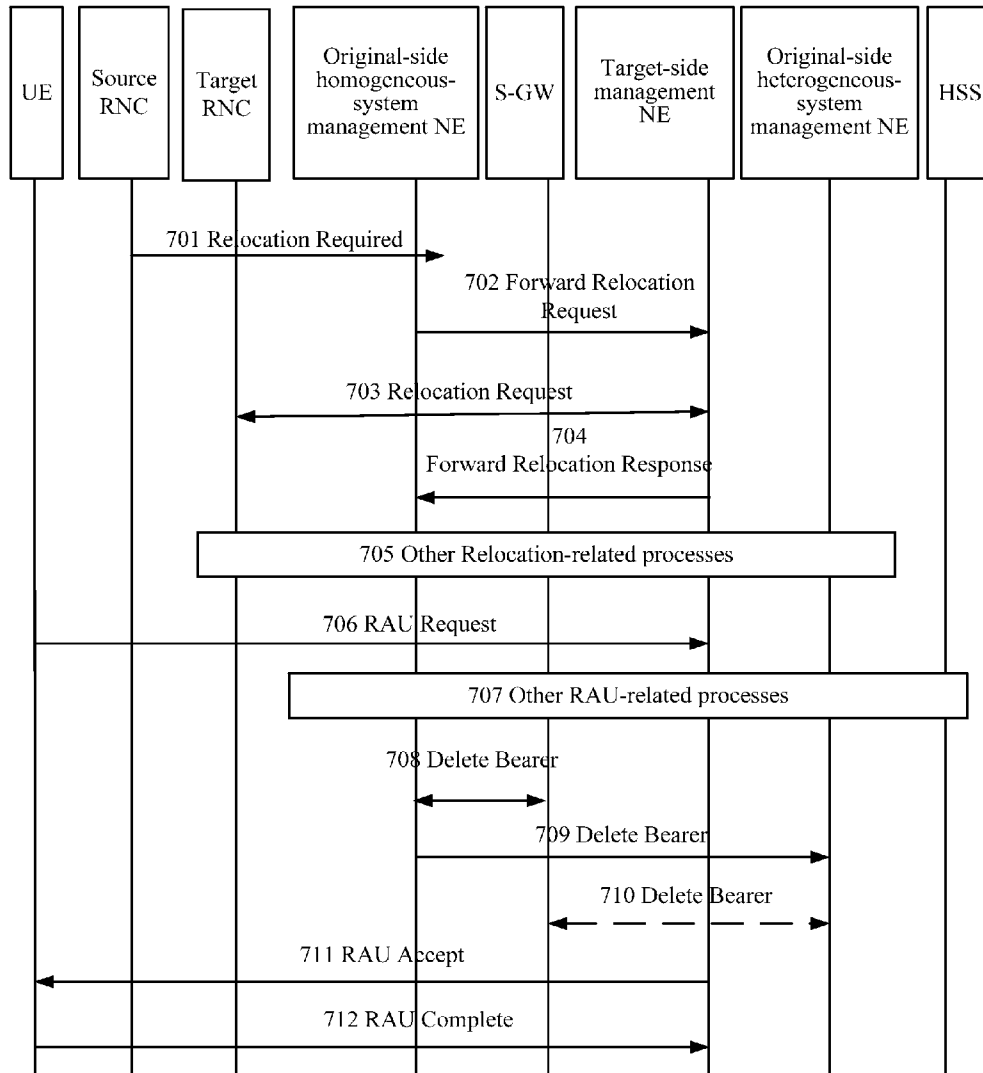 UE
Source
RNC
Target
RNC
Original-side
homogeneous-
system
management NE
S-GW
Target-side
management
NE
Original-side
heterogeneous-
system
management NE
HSS
701 Relocation Required
702 Forward Relocation
Request
703 Relocation Request
704
Forward Relocation Response
705 Other Relocation-related processes
706 RAU Request
707 Other RAU-related processes
708 Delete Bearer
709 Delete Bearer
710 Delete Bearer
711 RAU Accept
712 RAU Complete